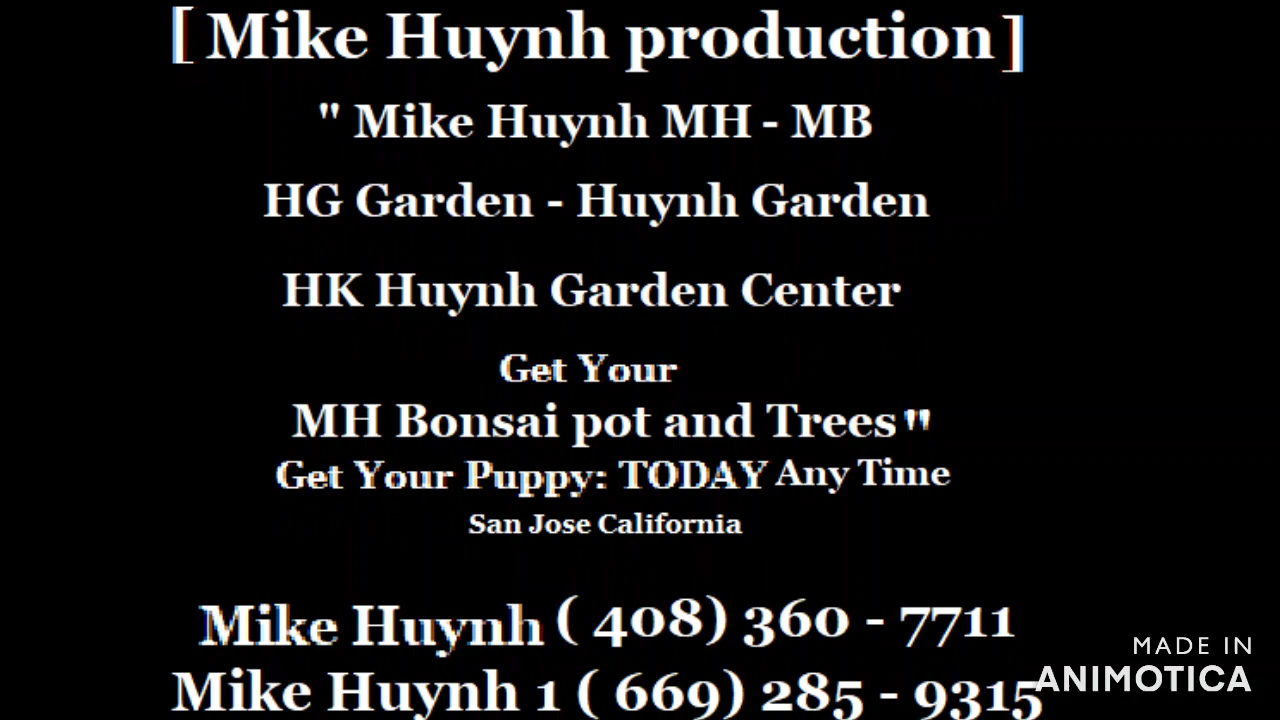 [ Mike Huynh production ]
" Mike Huynh MH - MB
HG Garden - Huynh Garden
HK Huynh Garden Center
Get Your
MH Bonsai pot and Trees "
Get Your Puppy: TODAY Any Time
San Jose California
Mike Huynh ( 408) 360 - 7711
Mike Huynh 1 ( 669) 285 - 9315
MADE IN
ANIMOTICA